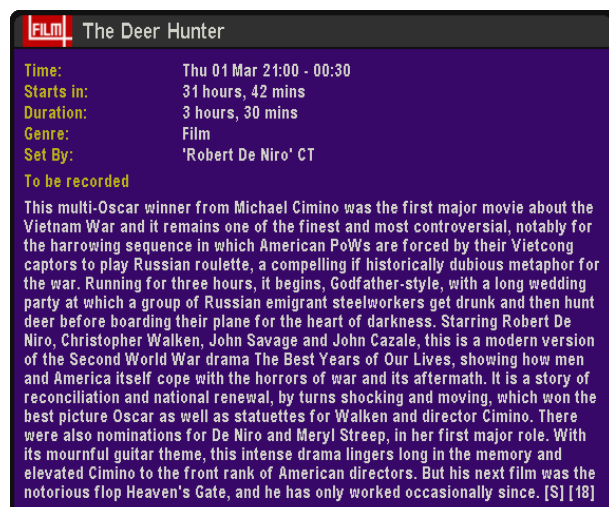 FILM The Deer Hunter
Time: Thu 01 Mar 21:00 - 00:30
Starts in: 31 hours, 42 mins
Duration: 3 hours, 30 mins
Genre: Film
Set By: 'Robert De Niro' CT
To be recorded
This multi-Oscar winner from Michael Cimino was the first major movie about the
Vietnam War and it remains one of the finest and most controversial, notably for
the harrowing sequence in which American PoWs are forced by their Vietcong
captors to play Russian roulette, a compelling if historically dubious metaphor for
the war. Running for three hours, it begins, Godfather-style, with a long wedding
party at which a group of Russian emigrant steelworkers get drunk and then hunt
deer before boarding their plane for the heart of darkness. Starring Robert De
Niro, Christopher Walken, John Savage and John Cazale, this is a modern version
of the Second World War drama The Best Years of Our Lives, showing how men
and America itself cope with the horrors of war and its aftermath. It is a story of
reconciliation and national renewal, by turns shocking and moving, which won the
best picture Oscar as well as statuettes for Walken and director Cimino. There
were also nominations for De Niro and Meryl Streep, in her first major role. With
its mournful guitar theme, this intense drama lingers long in the memory and
elevated Cimino to the front rank of American directors. But his next film was the
notorious flop Heaven's Gate, and he has only worked occasionally since. [S] [18]